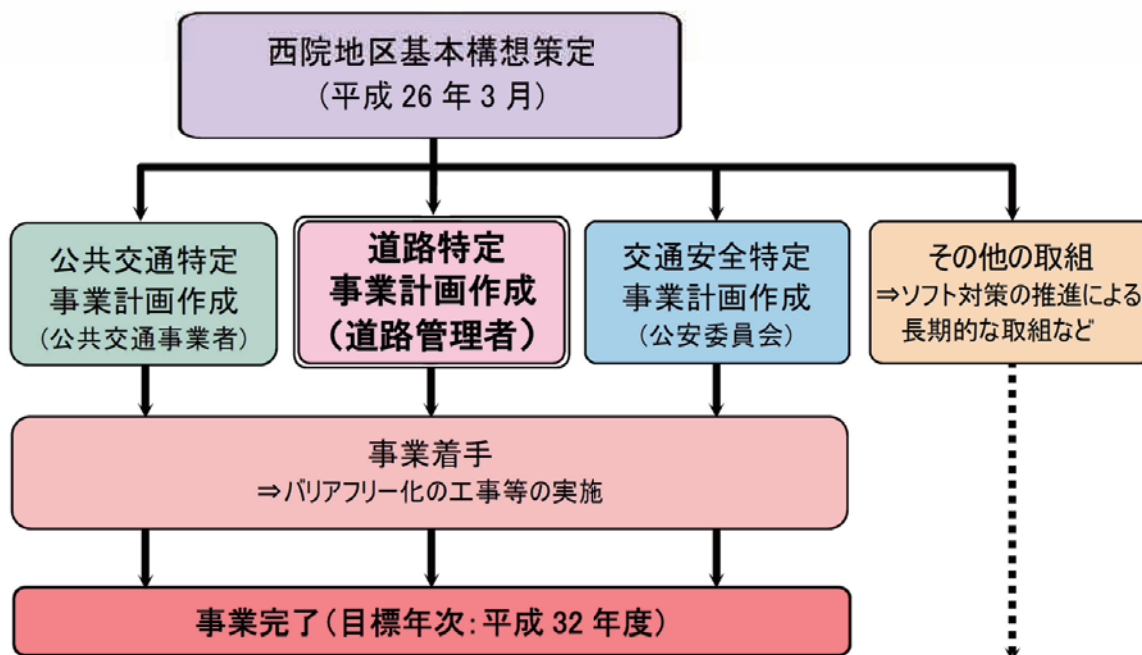 西院地区基本構想策定
(平成 26 年 3 月)
公共交通特定
事業計画作成
(公共交通事業者)
道路特定
事業計画作成
(道路管理者)
交通安全特定
事業計画作成
(公安委員会)
その他の取組
⇒ソフト対策の推進による
長期的な取組など
事業着手
⇒バリアフリー化の工事等の実施
事業完了(目標年次:平成 32 年度)